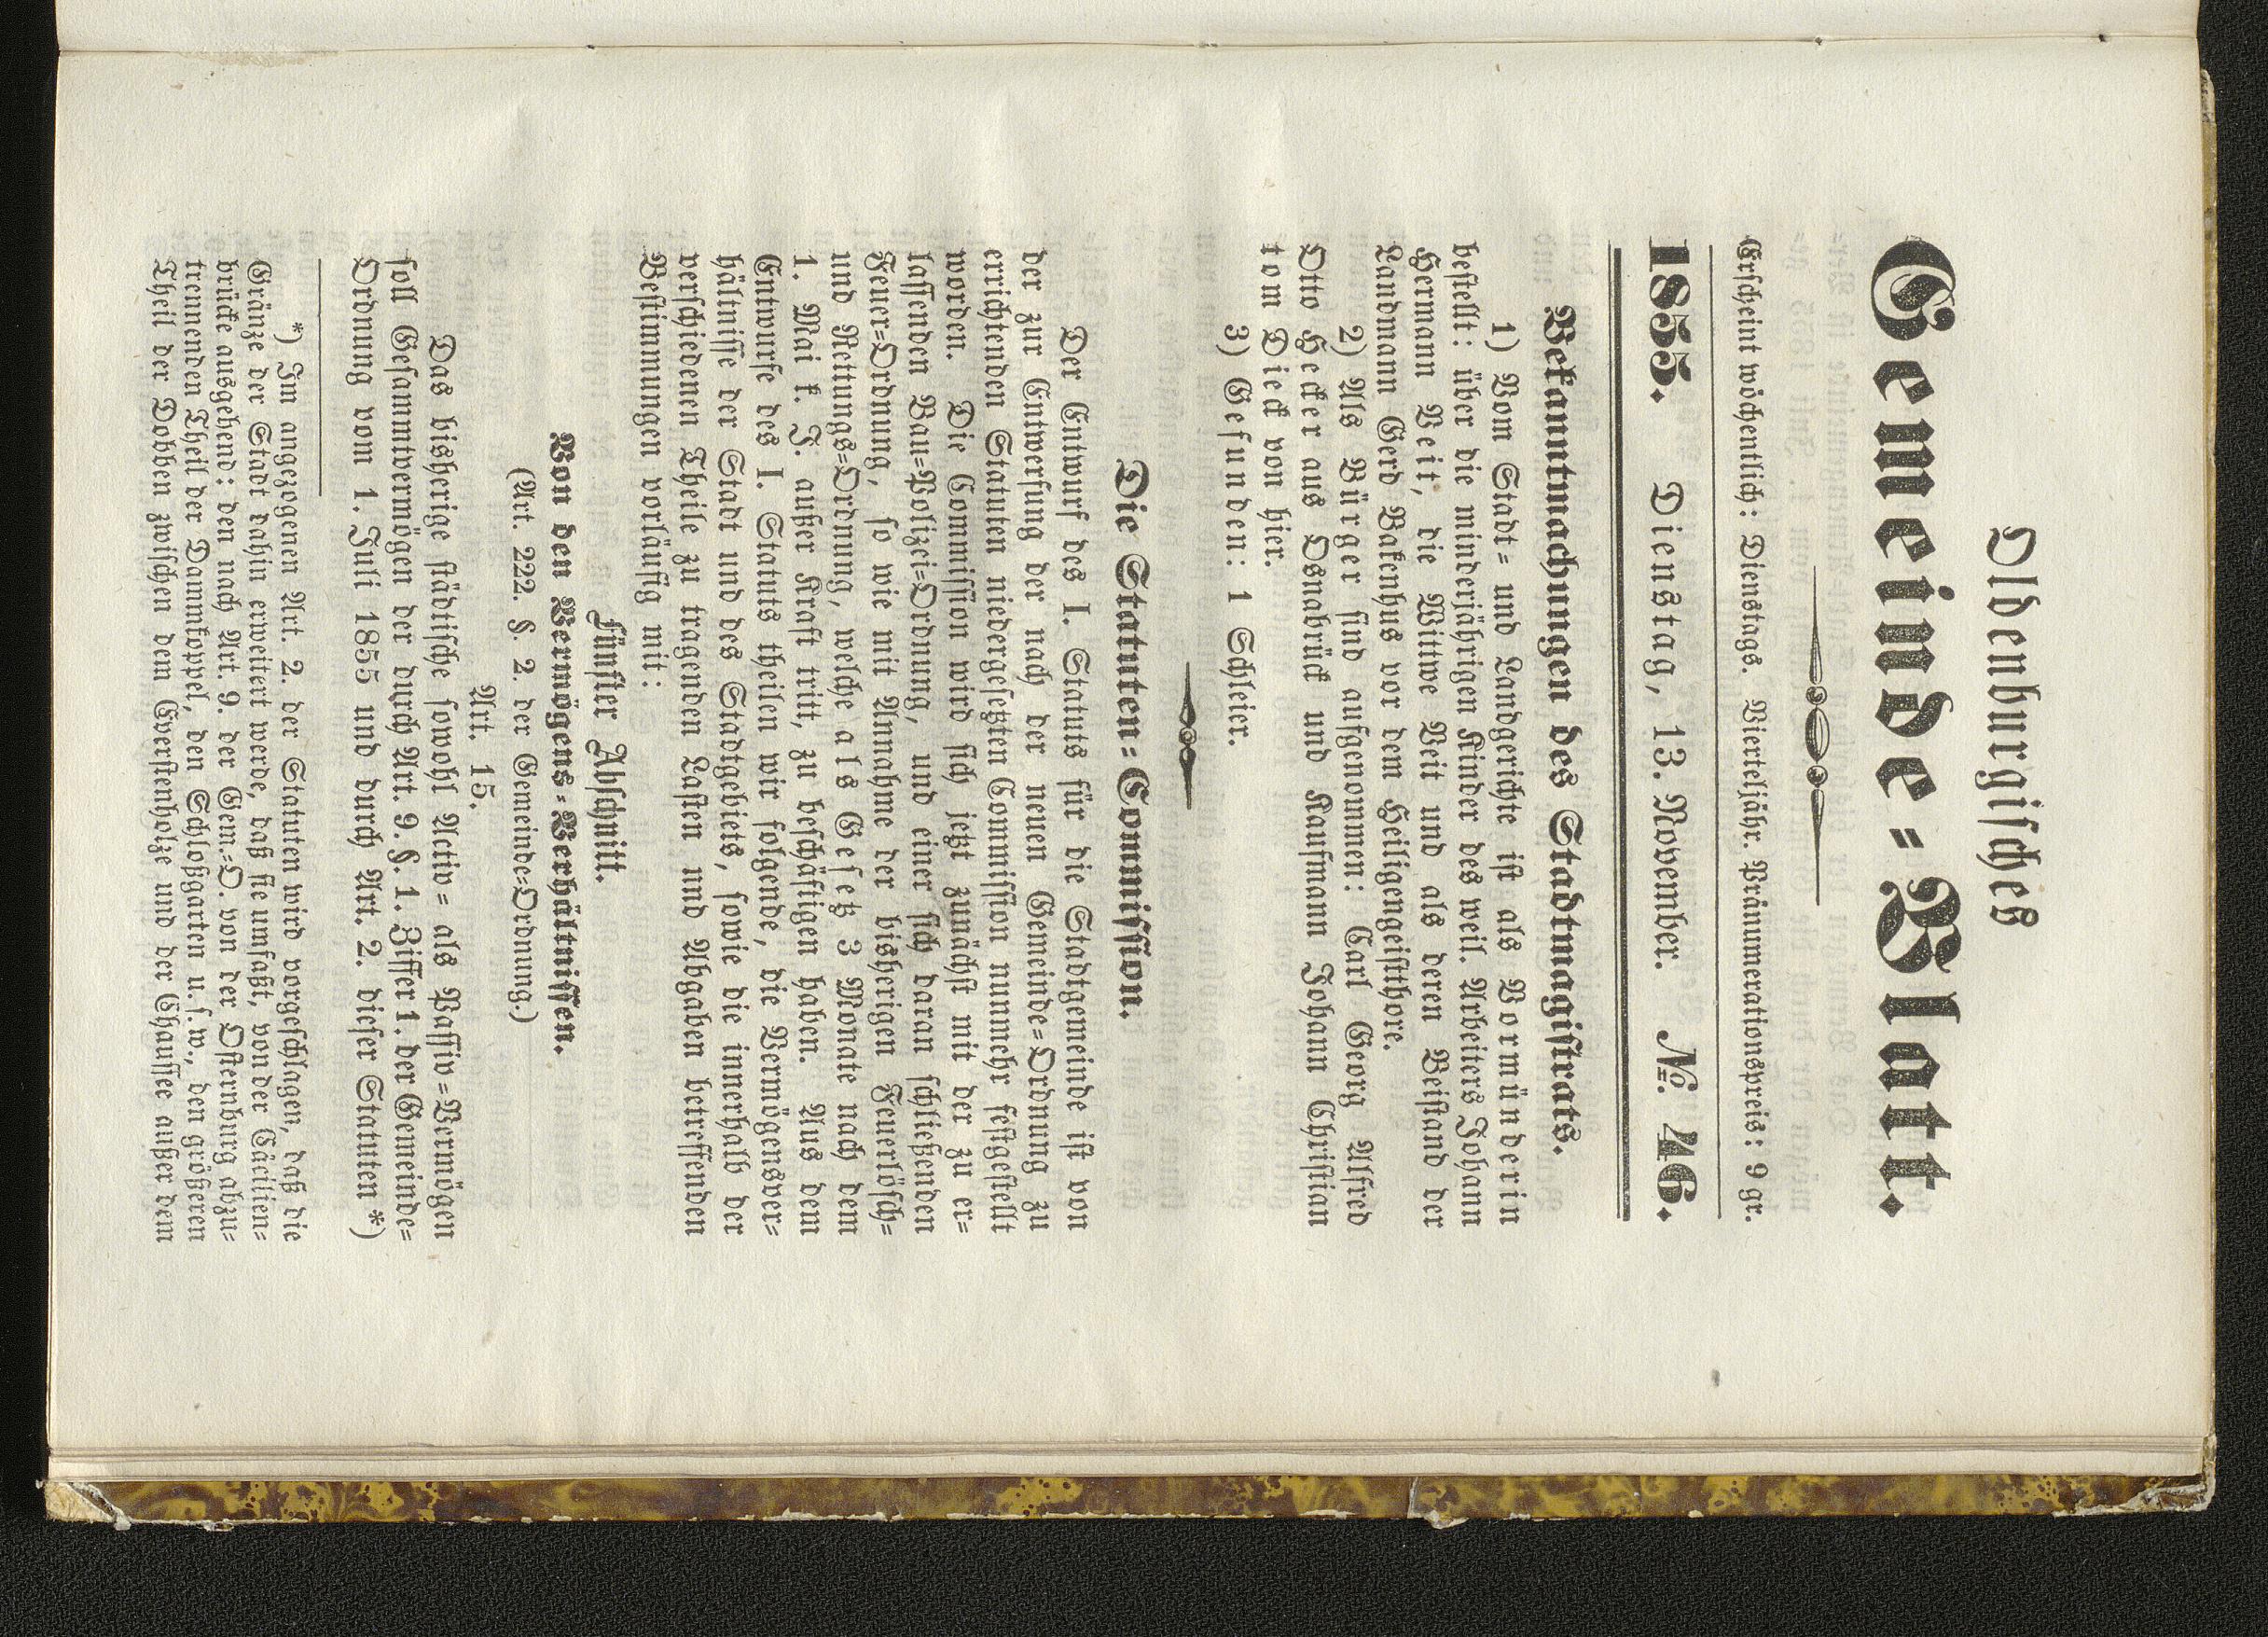 Oldenburgisches
Gemeinde=Blatt.
Erscheint wöchentlich: Dienstags. Vierteljähr. Pränumerationspreis: 9 gr.
1855. Dienstag, 13. November. №. 46.
Bekanntmachungen des Stadtmagistrats.
1) Vom Stadt= und Landgerichte ist als Vormünderin
bestellt: über die minderjährigen Kinder des weil. Arbeiters Johann
Hermann Veit, die Wittwe Veit und als deren Beistand der
Landmann Gerd Bakenhus vor dem Heiligengeistthore.
2) Als Bürger sind aufgenommen: Carl Georg Alfred
Otto Hecker aus Osnabrück und Kaufmann Johann Christian
tom Dieck von hier.
3) Gefunden: 1 Schleier.
Die Statuten=Commission.
Der Entwurf des I. Statuts für die Stadtgemeinde ist von
der zur Entwerfung der nach der neuen Gemeinde=Ordnung zu
errichtenden Statuten niedergesetzten Commission nunmehr festgestellt
worden. Die Commission wird sich jetzt zunächst mit der zu er=
lassenden Bau=Polizei=Ordnung, und einer sich daran schließenden
Feuer=Ordnung, so wie mit Annahme der bisherigen Feuerlösch=
und Rettungs=Ordnung, welche als Gesetz 3 Monate nach dem
1. Mai k. J. außer Kraft tritt, zu beschäftigen haben. Aus dem
Entwurfe des I. Statuts theilen wir folgende, die Vermögensver=
hältnisse der Stadt und des Stadtgebiets, sowie die innerhalb der
verschiedenen Theile zu tragenden Lasten und Abgaben betreffenden
Bestimmungen vorläufig mit:
Fünfter Abschnitt.
Von den Vermögens=Verhältnissen.
(Art. 222. §. 2. der Gemeinde=Ordnung.)
Art. 15.
Das bisherige städtische sowohl Activ= als Passiv=Vermögen
soll Gesammtvermögen der durch Art. 9. §. 1. Ziffer 1. der Gemeinde=
Ordnung vom 1. Juli 1855 und durch Art. 2. dieser Statuten *)
*) Im angezogenen Art. 2. der Statuten wird vorgeschlagen, daß die
Gränze der Stadt dahin erweitert werde, daß sie umfaßt, von der Cäcilien=
brücke ausgehend: den nach Art. 9. der Gem.=O. von der Osternburg abzu=
trennenden Theil der Dammkoppel, den Schloßgarten u. s. w., den größeren
Theil der Dobben zwischen dem Everstenholze und der Chaussee außer dem